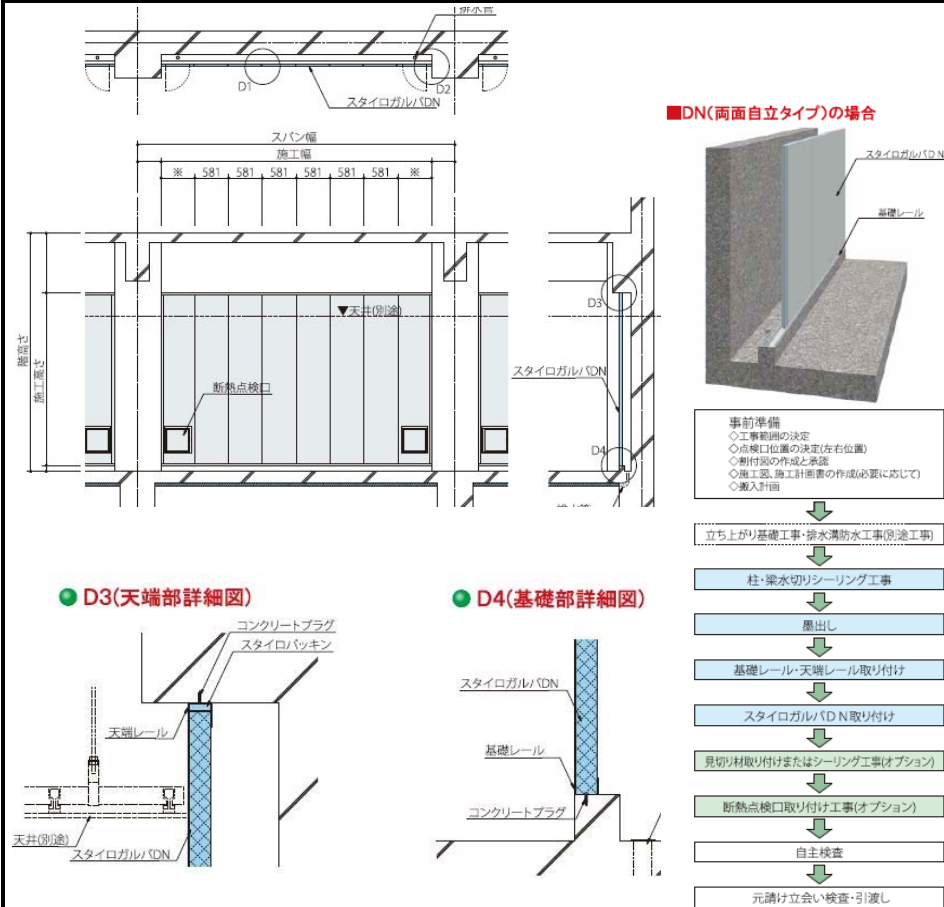 排水管
D1
D2
スタイロガルバDN
スパン幅
施工幅
※ 581 581 581 581 581 581 ※
階高さ
施工高さ
▼天井(別途)
断熱点検口
D3
スタイロガルバDN
D4
■DN(両面自立タイプ)の場合
スタイロガルバDN
基礎レール
事前準備
◇工事範囲の決定
◇点検口位置の決定(左右位置)
◇割付図の作成と承認
◇施工図、施工計画書の作成(必要に応じて)
◇搬入計画
立ち上がり基礎工事・排水溝防水工事(別途工事)
柱・梁水切りシーリング工事
墨出し
基礎レール・天端レール取り付け
スタイロガルバDN取り付け
見切り材取り付けまたはシーリング工事(オプション)
断熱点検口取り付け工事(オプション)
自主検査
元請け立会い検査・引渡し
D3(天端部詳細図)
コンクリートプラグ
スタイロパッキン
天端レール
天井(別途)
スタイロガルバDN
D4(基礎部詳細図)
スタイロガルバDN
基礎レール
コンクリートプラグ